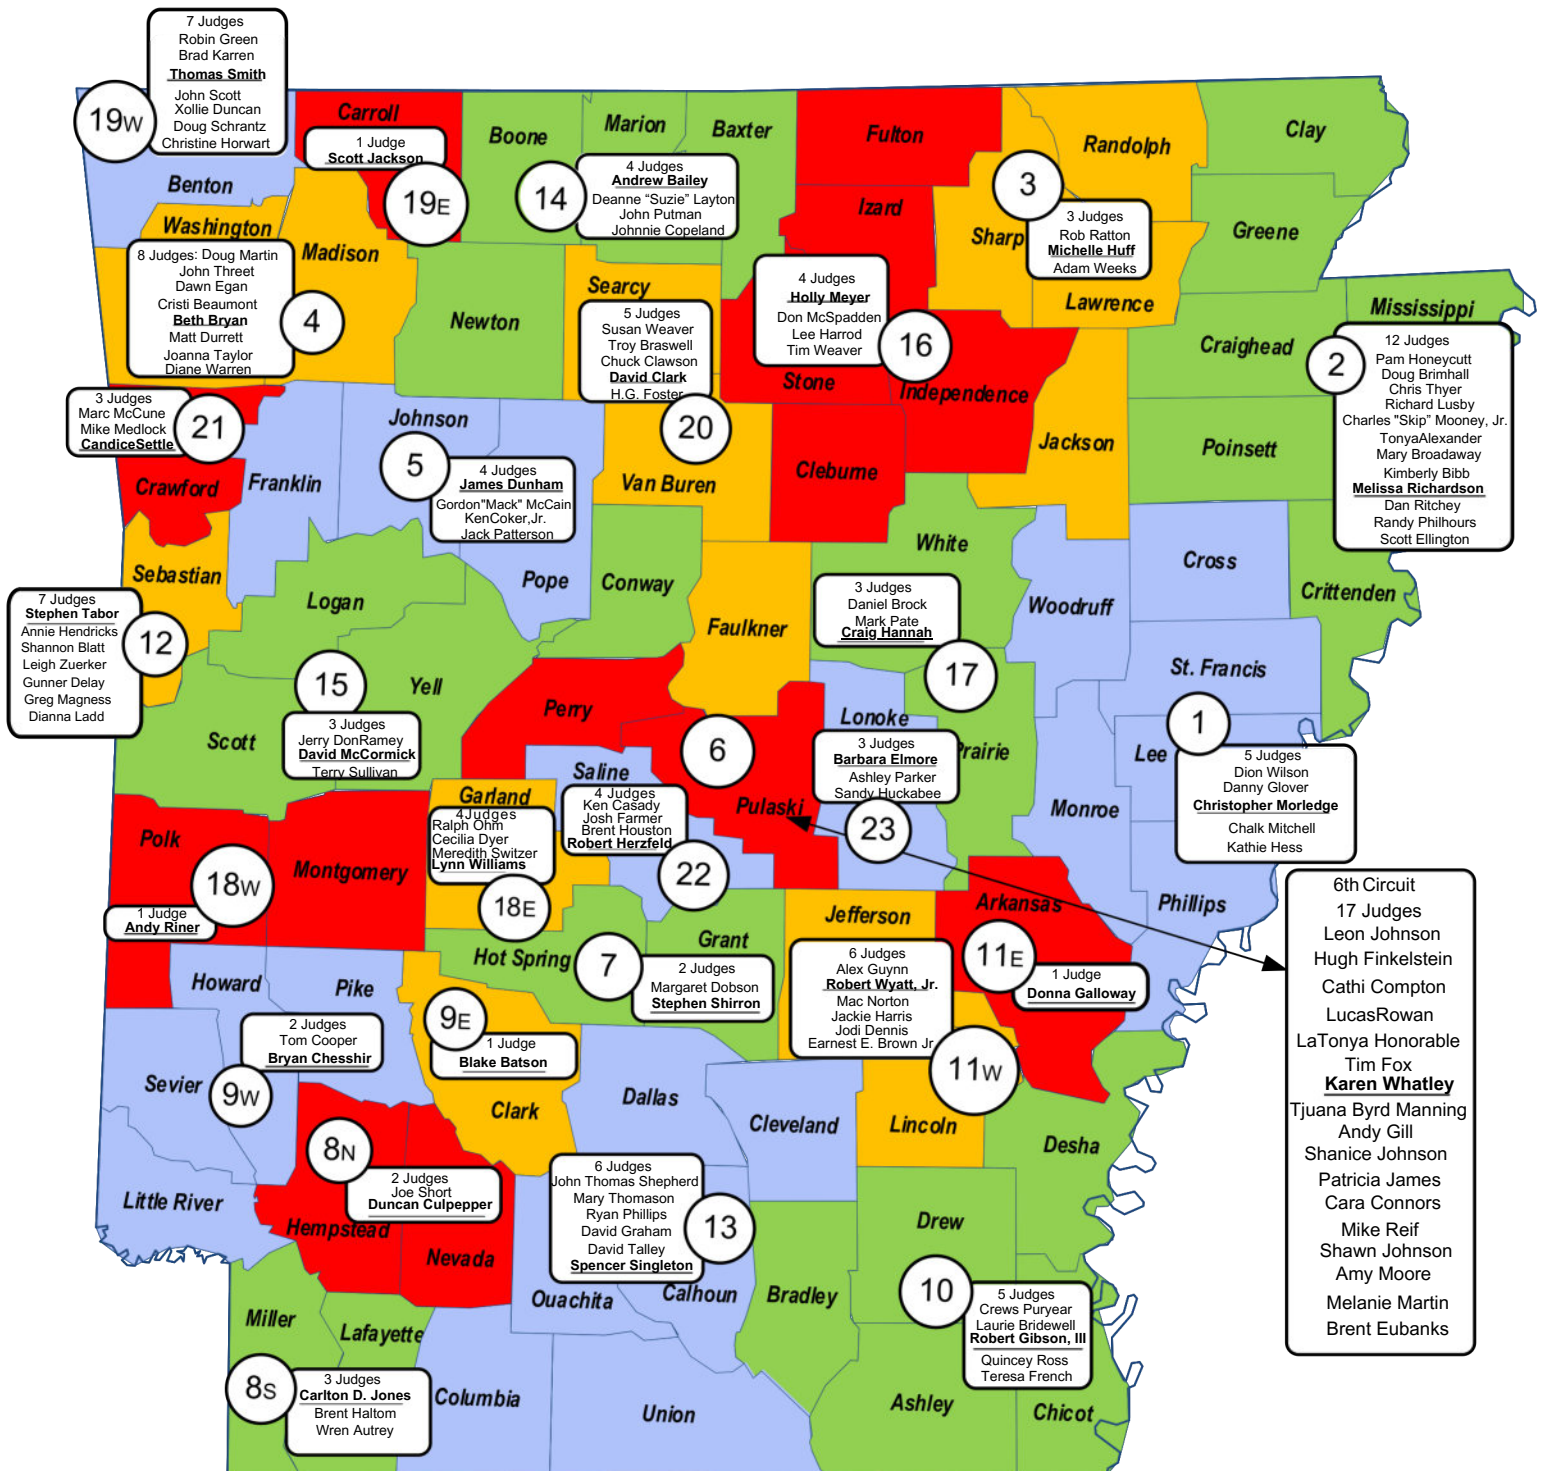 7 Judges
Robin Green
Brad Karren
Thomas Smith
John Scott
Xollie Duncan
Doug Schrantz
Christine Horwart
19W
Benton
Carroll
1 Judge
Scott Jackson
19E
Boone
Marion
Baxter
14
4 Judges
Andrew Bailey
Deanne “Suzie” Layton
John Putman
Johnnie Copeland
Newton
Fulton
Izard
Sharp
3
Randolph
3 Judges
Rob Ratton
Michelle Huff
Adam Weeks
Lawrence
Clay
Greene
Mississippi
Craighead
2
12 Judges
Pam Honeycutt
Doug Brimhall
Chris Thyer
Richard Lusby
Charles "Skip" Mooney, Jr.
TonyaAlexander
Mary Broadaway
Kimberly Bibb
Melissa Richardson
Dan Ritchey
Randy Philhours
Scott Ellington
Poinsett
Crittenden
Washington
Madison
8 Judges: Doug Martin
John Threet
Dawn Egan
Cristi Beaumont
Beth Bryan
Matt Durrett
Joanna Taylor
Diane Warren
4
Searcy
5 Judges
Susan Weaver
Troy Braswell
Chuck Clawson
David Clark
H.G. Foster
20
Van Buren
4 Judges
Holly Meyer
Don McSpadden
Lee Harrod
Tim Weaver
16
Stone
Independence
Cleburne
Jackson
3 Judges
Marc McCune
Mike Medlock
CandiceSettle
21
Crawford
Franklin
Johnson
5
4 Judges
James Dunham
Gordon"Mack" McCain
KenCoker,Jr.
Jack Patterson
Pope
Conway
Faulkner
White
3 Judges
Daniel Brock
Mark Pate
Craig Hannah
17
Woodruff
Cross
St. Francis
Sebastian
7 Judges
Stephen Tabor
Annie Hendricks
Shannon Blatt
Leigh Zuerker
Gunner Delay
Greg Magness
Dianna Ladd
12
Logan
15
Yell
Scott
3 Judges
Jerry DonRamey
David McCormick
Terry Sullivan
Perry
6
Pulaski
Lonoke
3 Judges
Barbara Elmore
Ashley Parker
Sandy Huckabee
23
Prairie
Lee
1
5 Judges
Dion Wilson
Danny Glover
Christopher Morledge
Chalk Mitchell
Kathie Hess
Monroe
Phillips
Saline
4 Judges
Ken Casady
Josh Farmer
Brent Houston
Robert Herzfeld
22
Garland
4Judges
Ralph Ohm
Cecilia Dyer
Meredith Switzer
Lynn Williams
18E
Polk
18W
Montgomery
1 Judge
Andy Riner
Hot Spring
7
Grant
2 Judges
Margaret Dobson
Stephen Shirron
Jefferson
6 Judges
Alex Guynn
Robert Wyatt, Jr.
Mac Norton
Jackie Harris
Jodi Dennis
Earnest E. Brown Jr
11W
Lincoln
Arkansas
11E
1 Judge
Donna Galloway
6th Circuit
17 Judges
Leon Johnson
Hugh Finkelstein
Cathi Compton
LucasRowan
LaTonya Honorable
Tim Fox
Karen Whatley
Tjuana Byrd Manning
Andy Gill
Shanice Johnson
Patricia James
Cara Connors
Mike Reif
Shawn Johnson
Amy Moore
Melanie Martin
Brent Eubanks
Howard
Pike
2 Judges
Tom Cooper
Bryan Chesshir
Sevier
9W
Little River
9E
1 Judge
Blake Batson
Clark
8N
2 Judges
Joe Short
Duncan Culpepper
Hempstead
Nevada
Dallas
Cleveland
6 Judges
John Thomas Shepherd
Mary Thomason
Ryan Phillips
David Graham
David Talley
Spencer Singleton
13
Ouachita
Calhoun
Columbia
Union
Desha
Drew
Bradley
10
5 Judges
Crews Puryear
Laurie Bridewell
Robert Gibson, III
Quincey Ross
Teresa French
Ashley
Chicot
Miller
Lafayette
8S
3 Judges
Carlton D. Jones
Brent Haltom
Wren Autrey